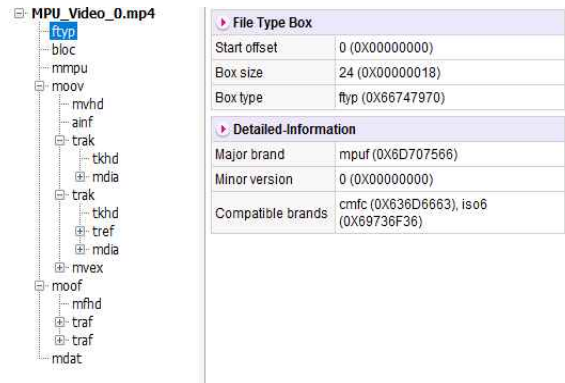 MPU_Video_0.mp4
ftyp
bloc
mmpu
moov
mvhd
ainf
trak
tkhd
mdia
trak
tkhd
tref
mdia
mvex
moof
mfhd
traf
traf
mdat
File Type Box
Start offset 0 (0X00000000)
Box size 24 (0X00000018)
Box type ftyp (0X66747970)
Detailed-Information
Major brand mpuf (0X6D707566)
Minor version 0 (0X00000000)
Compatible brands cmfc (0X636D6663), iso6
(0X69736F36)